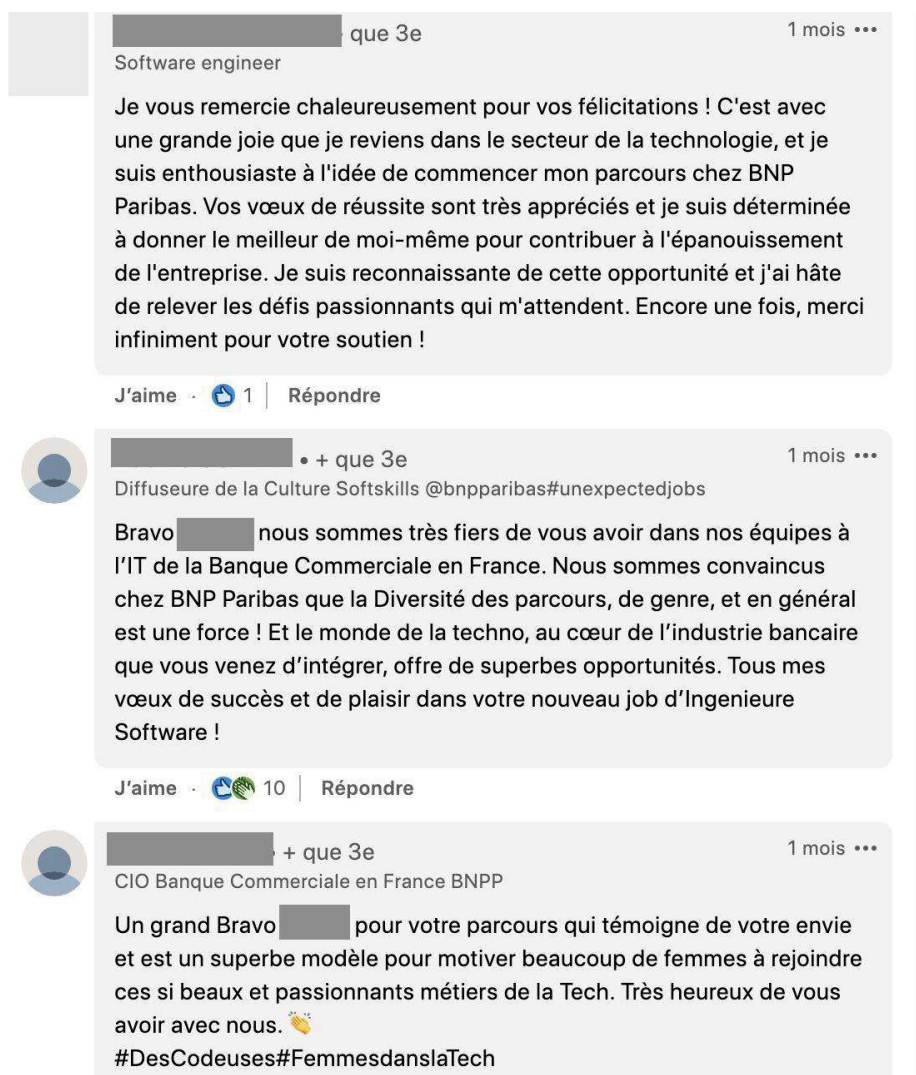 que 3e
1 mois •••
Software engineer
Je vous remercie chaleureusement pour vos félicitations ! C'est avec
une grande joie que je reviens dans le secteur de la technologie, et je
suis enthousiaste à l'idée de commencer mon parcours chez BNP
Paribas. Vos vœux de réussite sont très appréciés et je suis déterminée
à donner le meilleur de moi-même pour contribuer à l'épanouissement
de l'entreprise. Je suis reconnaissante de cette opportunité et j'ai hâte
de relever les défis passionnants qui m'attendent. Encore une fois, merci
infiniment pour votre soutien !
J’aime · 1 | Répondre
• + que 3e
1 mois •••
Diffuseure de la Culture Softskills @bnpparibas#unexpectedjobs
Bravo nous sommes très fiers de vous avoir dans nos équipes à
l’IT de la Banque Commerciale en France. Nous sommes convaincus
chez BNP Paribas que la Diversité des parcours, de genre, et en général
est une force ! Et le monde de la techno, au cœur de l’industrie bancaire
que vous venez d’intégrer, offre de superbes opportunités. Tous mes
vœux de succès et de plaisir dans votre nouveau job d’Ingenieure
Software !
J’aime · 10 | Répondre
+ que 3e
1 mois •••
CIO Banque Commerciale en France BNPP
Un grand Bravo pour votre parcours qui témoigne de votre envie
et est un superbe modèle pour motiver beaucoup de femmes à rejoindre
ces si beaux et passionnants métiers de la Tech. Très heureux de vous
avoir avec nous. 👏
#DesCodeuses#FemmesdanslaTech